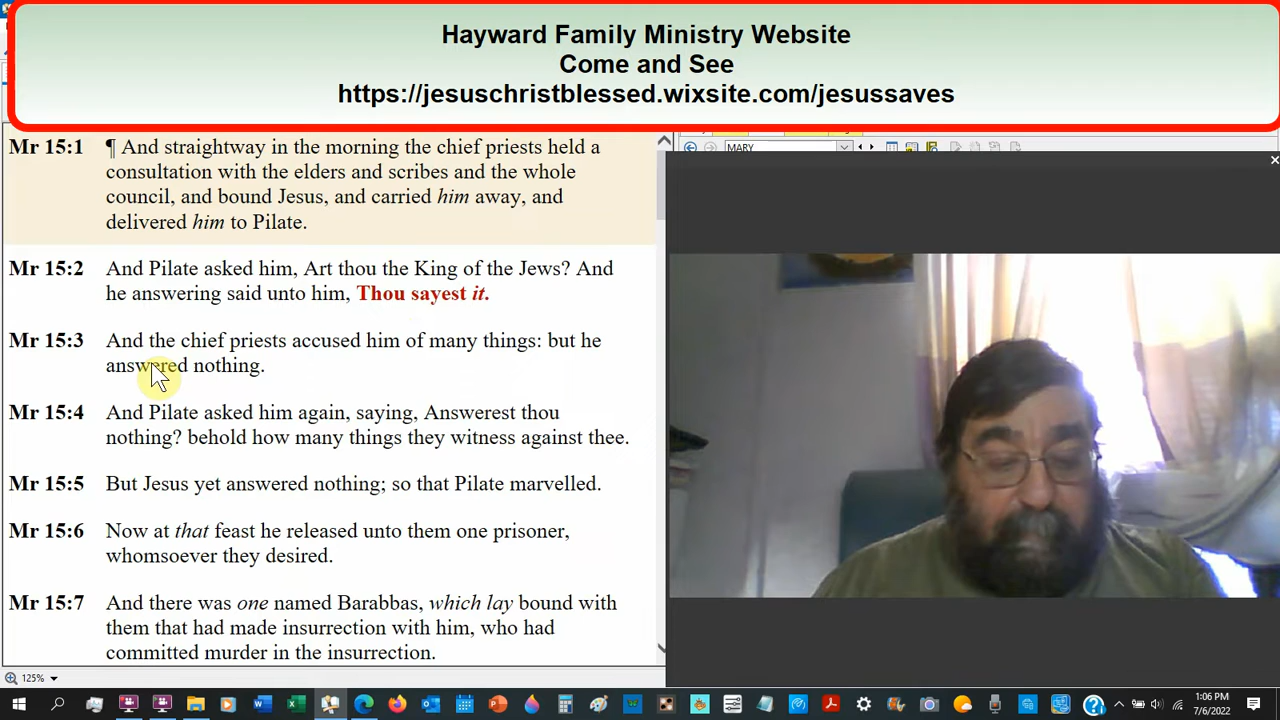 Hayward Family Ministry Website
Come and See
https://jesuschristblessed.wixsite.com/jesussaves
MARY
Mr 15:1 ¶ And straightway in the morning the chief priests held a
consultation with the elders and scribes and the whole
council, and bound Jesus, and carried him away, and
delivered him to Pilate.
Mr 15:2 And Pilate asked him, Art thou the King of the Jews? And
he answering said unto him, Thou sayest it.
Mr 15:3 And the chief priests accused him of many things: but he
answered nothing.
Mr 15:4 And Pilate asked him again, saying, Answerest thou
nothing? behold how many things they witness against thee.
Mr 15:5 But Jesus yet answered nothing; so that Pilate marvelled.
Mr 15:6 Now at that feast he released unto them one prisoner,
whomsoever they desired.
Mr 15:7 And there was one named Barabbas, which lay bound with
them that had made insurrection with him, who had
committed murder in the insurrection.
125%
1:06 PM
7/6/2022